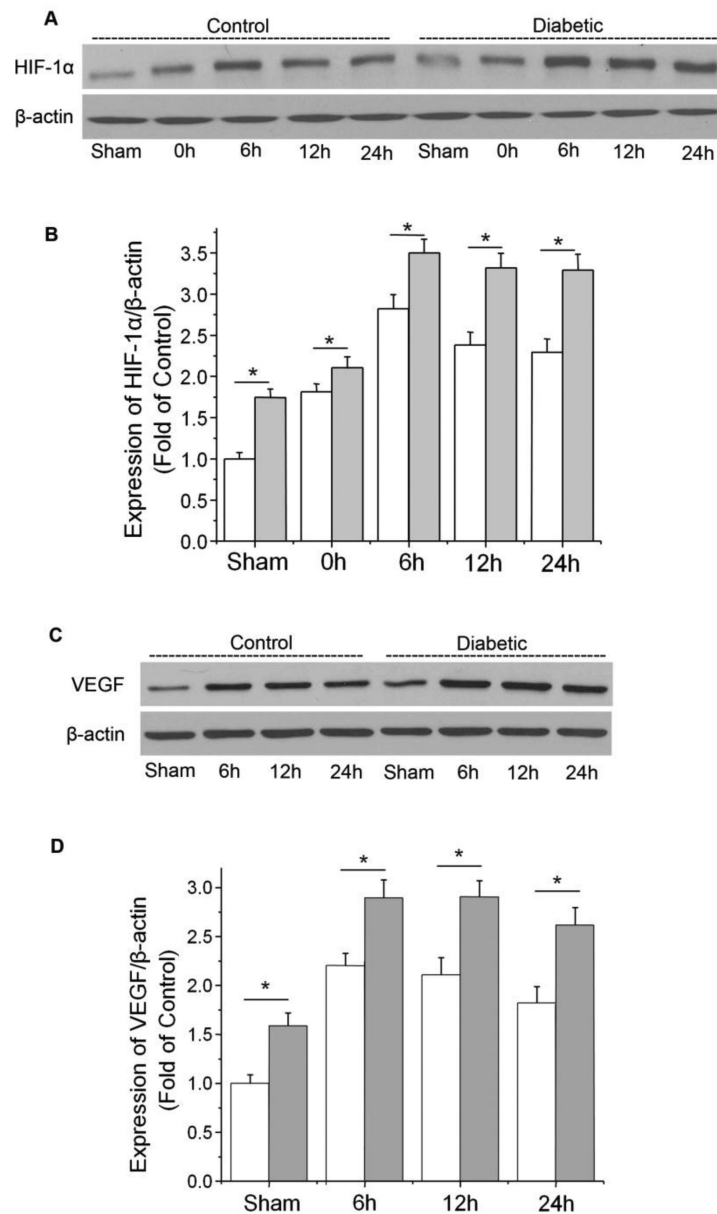 A
Control Diabetic
HIF-1α
β-actin
Sham 0h 6h 12h 24h Sham 0h 6h 12h 24h
B
Expression of HIF-1α/β-actin
(Fold of Control)
3.5
3.0
2.5
2.0
1.5
1.0
0.5
0.0
* * * * *
Sham 0h 6h 12h 24h
C
Control Diabetic
VEGF
β-actin
Sham 6h 12h 24h Sham 6h 12h 24h
D
Expression of VEGF/β-actin
(Fold of Control)
3.0
2.5
2.0
1.5
1.0
0.5
0.0
* * * *
Sham 6h 12h 24h